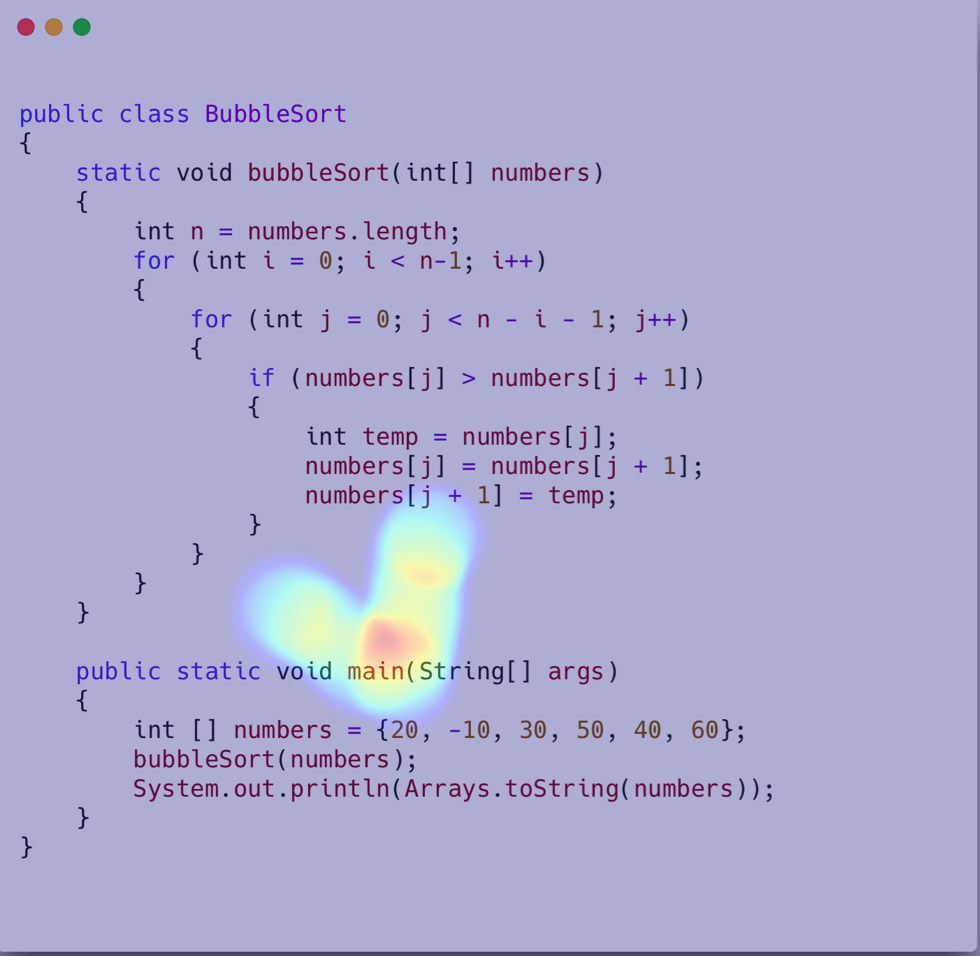 public class BubbleSort
{
    static void bubbleSort(int[] numbers)
    {
        int n = numbers.length;
        for (int i = 0; i < n-1; i++)
        {
            for (int j = 0; j < n - i - 1; j++)
            {
                if (numbers[j] > numbers[j + 1])
                {
                    int temp = numbers[j];
                    numbers[j] = numbers[j + 1];
                    numbers[j + 1] = temp;
                }
            }
        }
    }

    public static void main(String[] args)
    {
        int [] numbers = {20, -10, 30, 50, 40, 60};
        bubbleSort(numbers);
        System.out.println(Arrays.toString(numbers));
    }
}